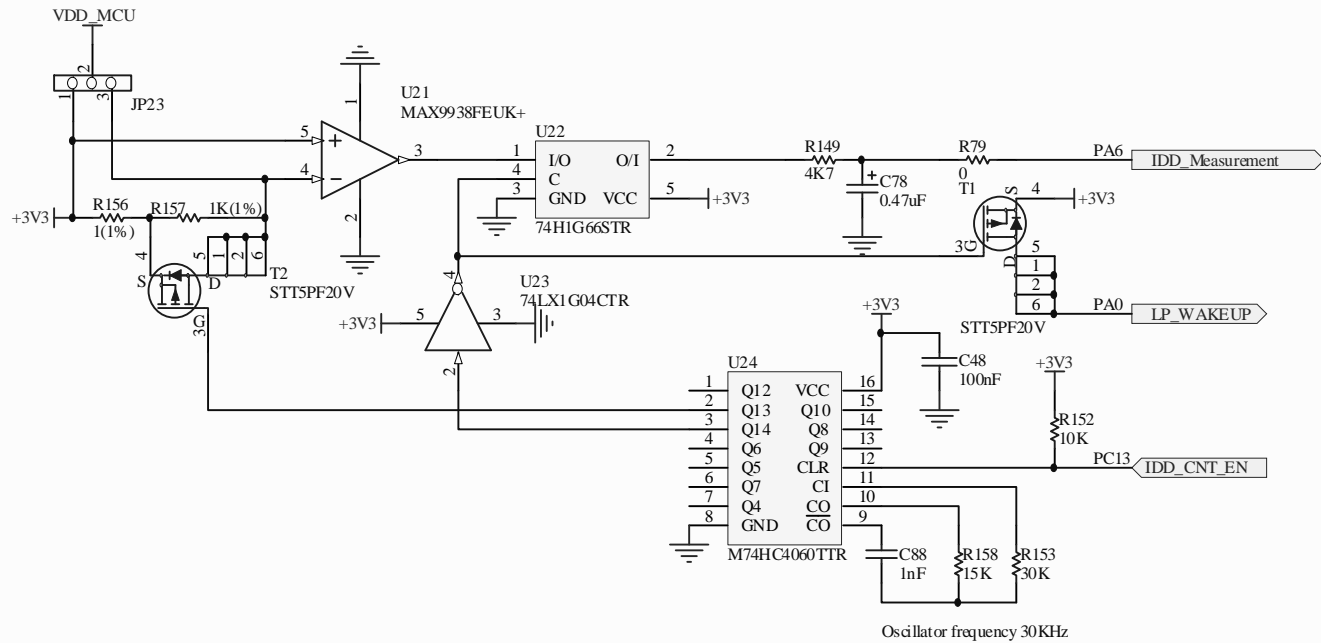 VDD_MCU
2
1
3
JP23
U21
MAX9938FEUK+
1
5
+
4
−
3
2
U22
1
I/O
O/I
2
4
C
3
GND
VCC
5
+3V3
74H1G66STR
R149
4K7
C78
+
0.47uF
R79
0
PA6
IDD_Measurement
T1
S
4
+3V3
3
G
D
5
1
2
6
STT5PF20V
PA0
LP_WAKEUP
+3V3
R156
1(1%)
R157
1K(1%)
4
5
1
2
6
S
D
T2
STT5PF20V
3
G
U23
74LX1G04CTR
4
+3V3
5
3
2
+3V3
C48
100nF
U24
1
Q12
VCC
16
2
Q13
Q10
15
3
Q14
Q8
14
4
Q6
Q9
13
5
Q5
CLR
12
6
Q7
CI
11
7
Q4
CO
10
8
GND
CO
9
M74HC4060TTR
+3V3
R152
10K
PC13
IDD_CNT_EN
C88
1nF
R158
15K
R153
30K
Oscillator frequency 30KHz